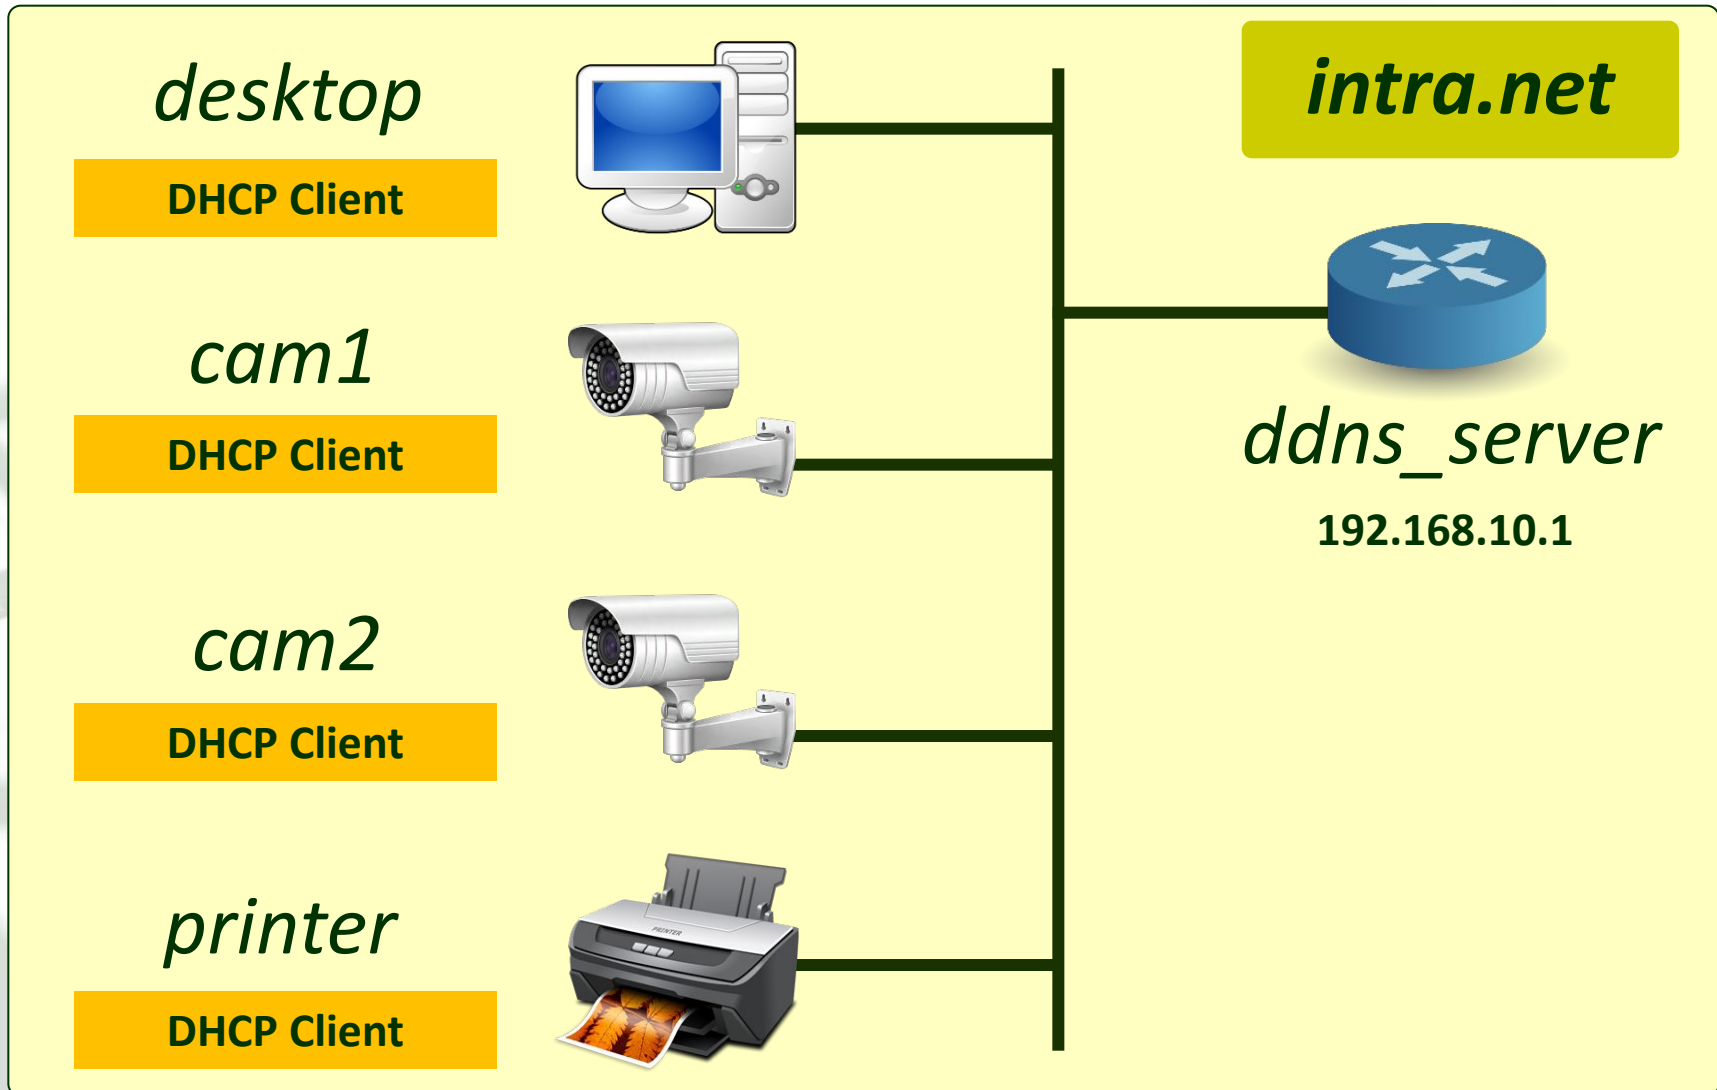 desktop
DHCP Client
cam1
DHCP Client
cam2
DHCP Client
printer
DHCP Client
PRINTER
intra.net
ddns_server
192.168.10.1